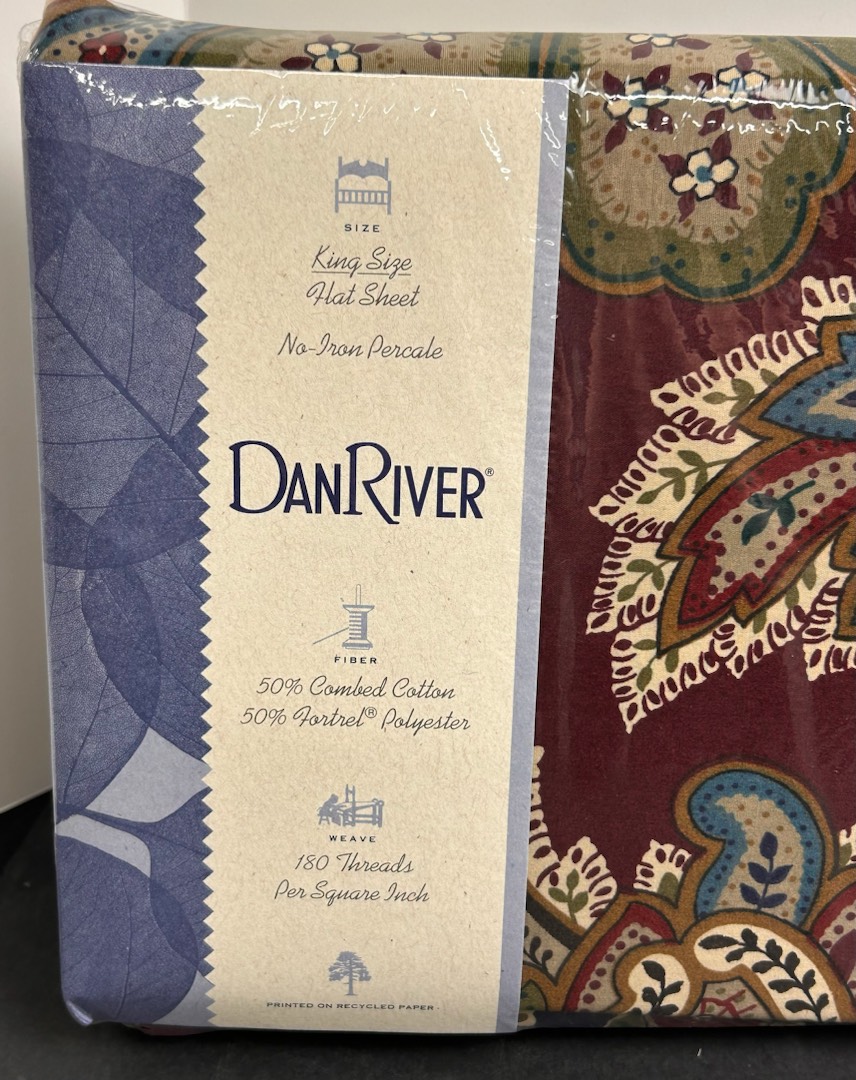 SIZE
King Size
Flat Sheet
No-Iron Percale
DANRIVER®
FIBER
50% Combed Cotton
50% Fortrel® Polyester
WEAVE
180 Threads
Per Square Inch
PRINTED ON RECYCLED PAPER.